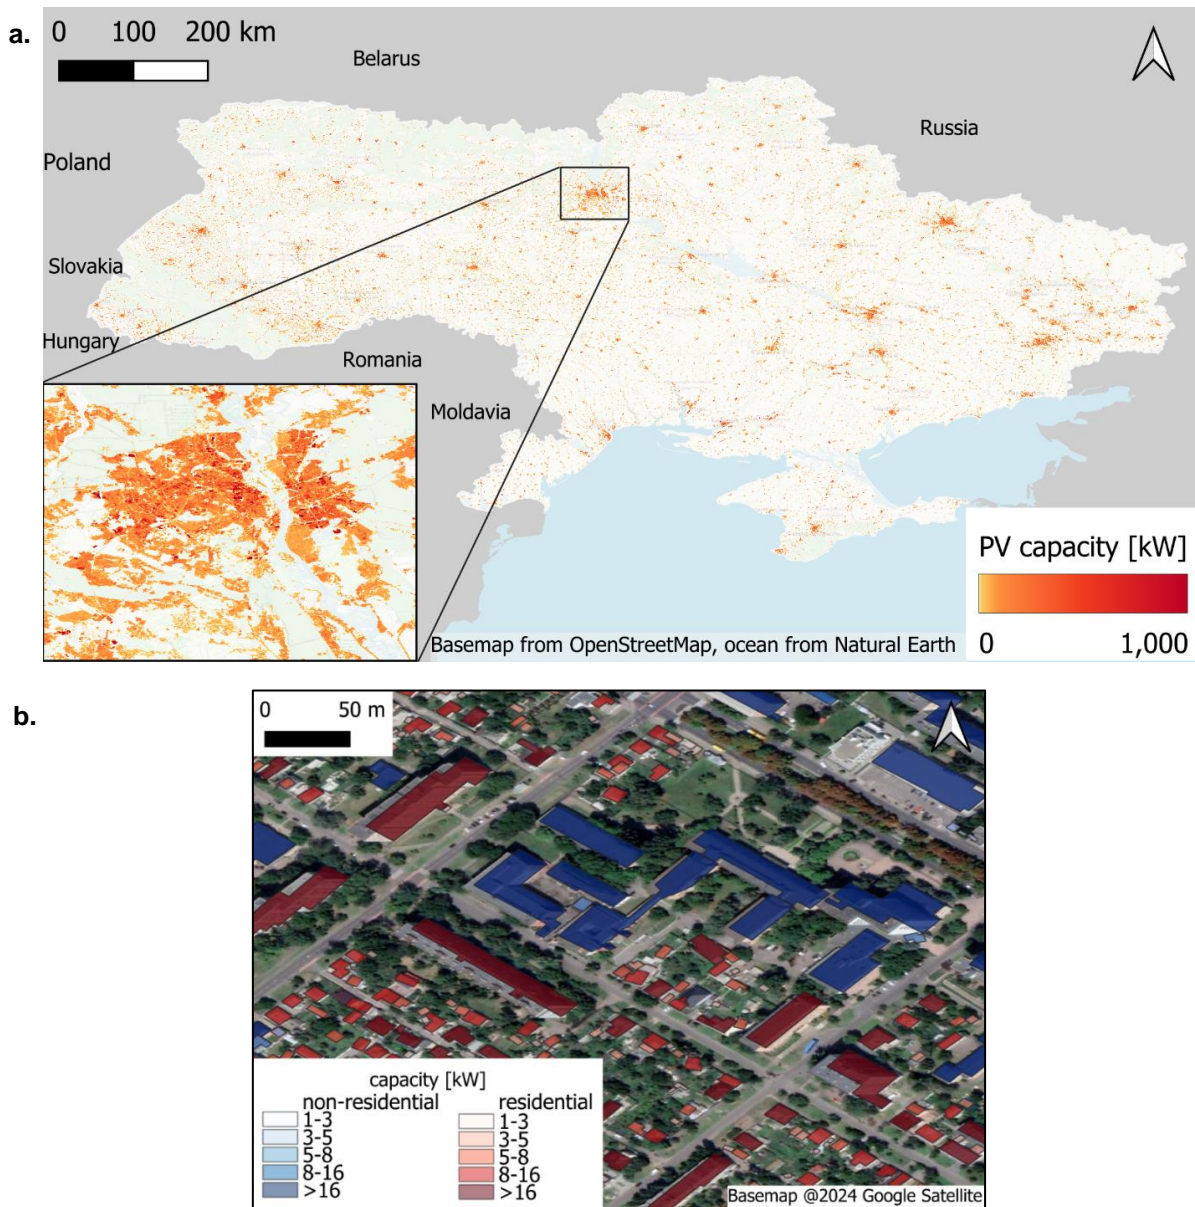 a.
0 100 200 km
Belarus
Russia
Poland
Slovakia
Hungary
Romania
Moldavia
PV capacity [kW]
0 1,000
Basemap from OpenStreetMap, ocean from Natural Earth
b.
0 50 m
capacity [kW]
non-residential residential
1-3 1-3
3-5 3-5
5-8 5-8
8-16 8-16
>16 >16
Basemap @2024 Google Satellite